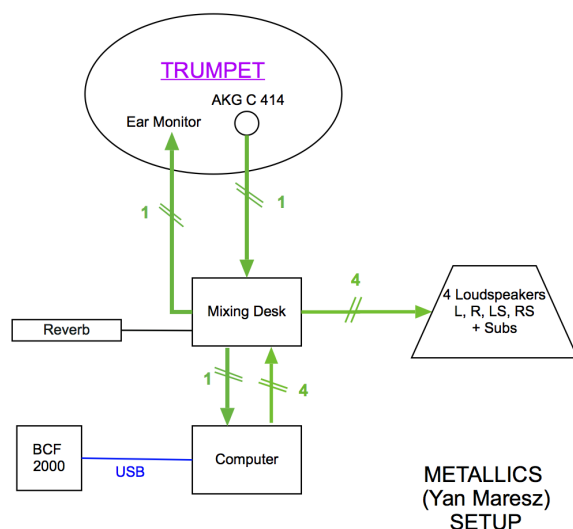 TRUMPET
AKG C 414
Ear Monitor
1
1
4
4 Loudspeakers
L, R, LS, RS
+ Subs
Mixing Desk
Reverb
1
4
BCF
2000
USB
Computer
METALLICS
(Yan Maresz)
SETUP